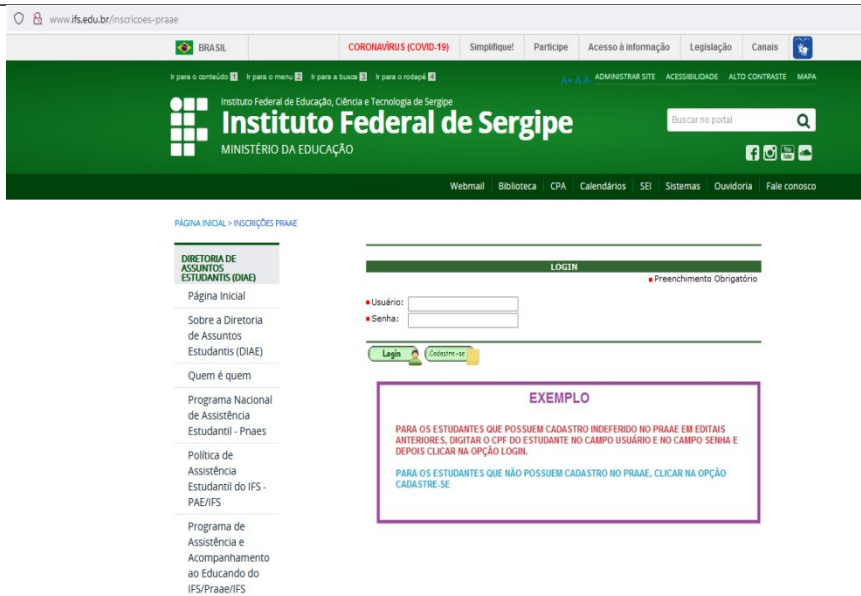 www.ifs.edu.br/inscricoes-praae
BRASIL
CORONAVÍRUS (COVID-19)
Simplifique!
Participe
Acesso à informação
Legislação
Canais
Ir para o conteúdo 1 Ir para o menu 2 Ir para a busca 3 Ir para o rodapé 4
A+ A A- ADMINISTRAR SITE ACESSIBILIDADE ALTO CONTRASTE MAPA
Instituto Federal de Educação, Ciência e Tecnologia de Sergipe
Instituto Federal de Sergipe
MINISTÉRIO DA EDUCAÇÃO
Buscar no portal
Webmail Biblioteca CPA Calendários SEI Sistemas Ouvidoria Fale conosco
PÁGINA INICIAL > INSCRIÇÕES PRAAE
DIRETORIA DE
ASSUNTOS
ESTUDANTIS (DIAE)
Página Inicial
Sobre a Diretoria
de Assuntos
Estudantis (DIAE)
Quem é quem
Programa Nacional
de Assistência
Estudantil - Pnaes
Política de
Assistência
Estudantil do IFS -
PAE/IFS
Programa de
Assistência e
Acompanhamento
ao Educando do
IFS/Praae/IFS
LOGIN
Preenchimento Obrigatório
Usuário:
Senha:
Login
Cadastre-se
EXEMPLO
PARA OS ESTUDANTES QUE POSSUEM CADASTRO INDEFERIDO NO PRAAE EM EDITAIS
ANTERIORES, DIGITAR O CPF DO ESTUDANTE NO CAMPO USUÁRIO E NO CAMPO SENHA E
DEPOIS CLICAR NA OPÇÃO LOGIN.
PARA OS ESTUDANTES QUE NÃO POSSUEM CADASTRO NO PRAAE, CLICAR NA OPÇÃO
CADASTRE-SE